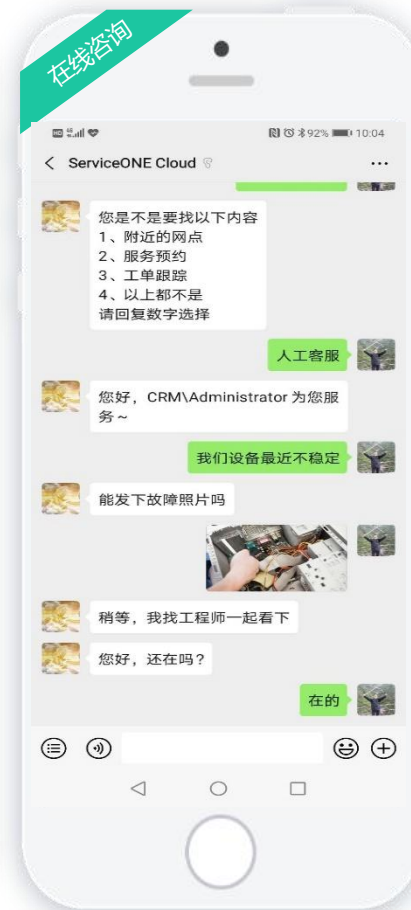 在线咨询
HD 92% 10:04
ServiceONE Cloud
您是不是要找以下内容
1、附近的网点
2、服务预约
3、工单跟踪
4、以上都不是
请回复数字选择
人工客服
您好，CRM\Administrator 为您服
务～
我们设备最近不稳定
能发下故障照片吗
稍等，我找工程师一起看下
您好，还在吗？
在的